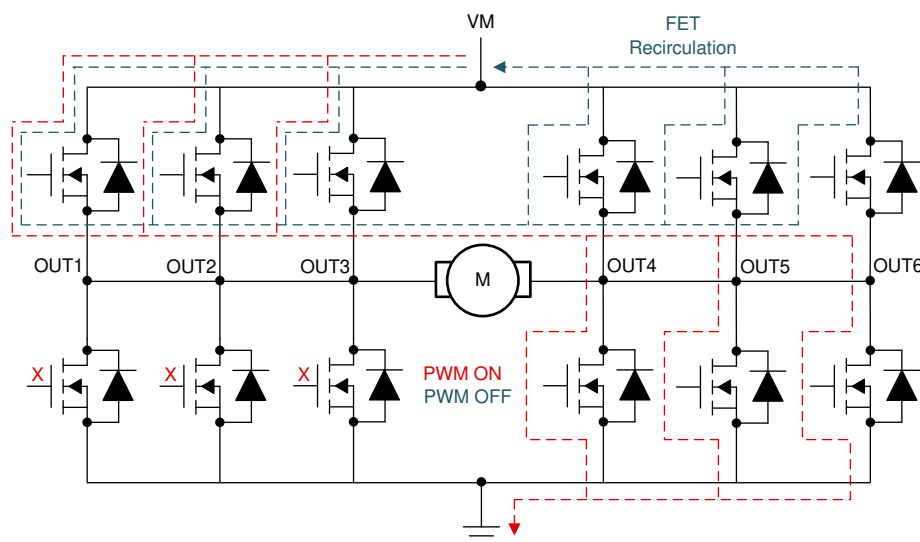 VM
FET
Recirculation
OUT1
OUT2
OUT3
M
OUT4
OUT5
OUT6
X
X
X
PWM ON
PWM OFF